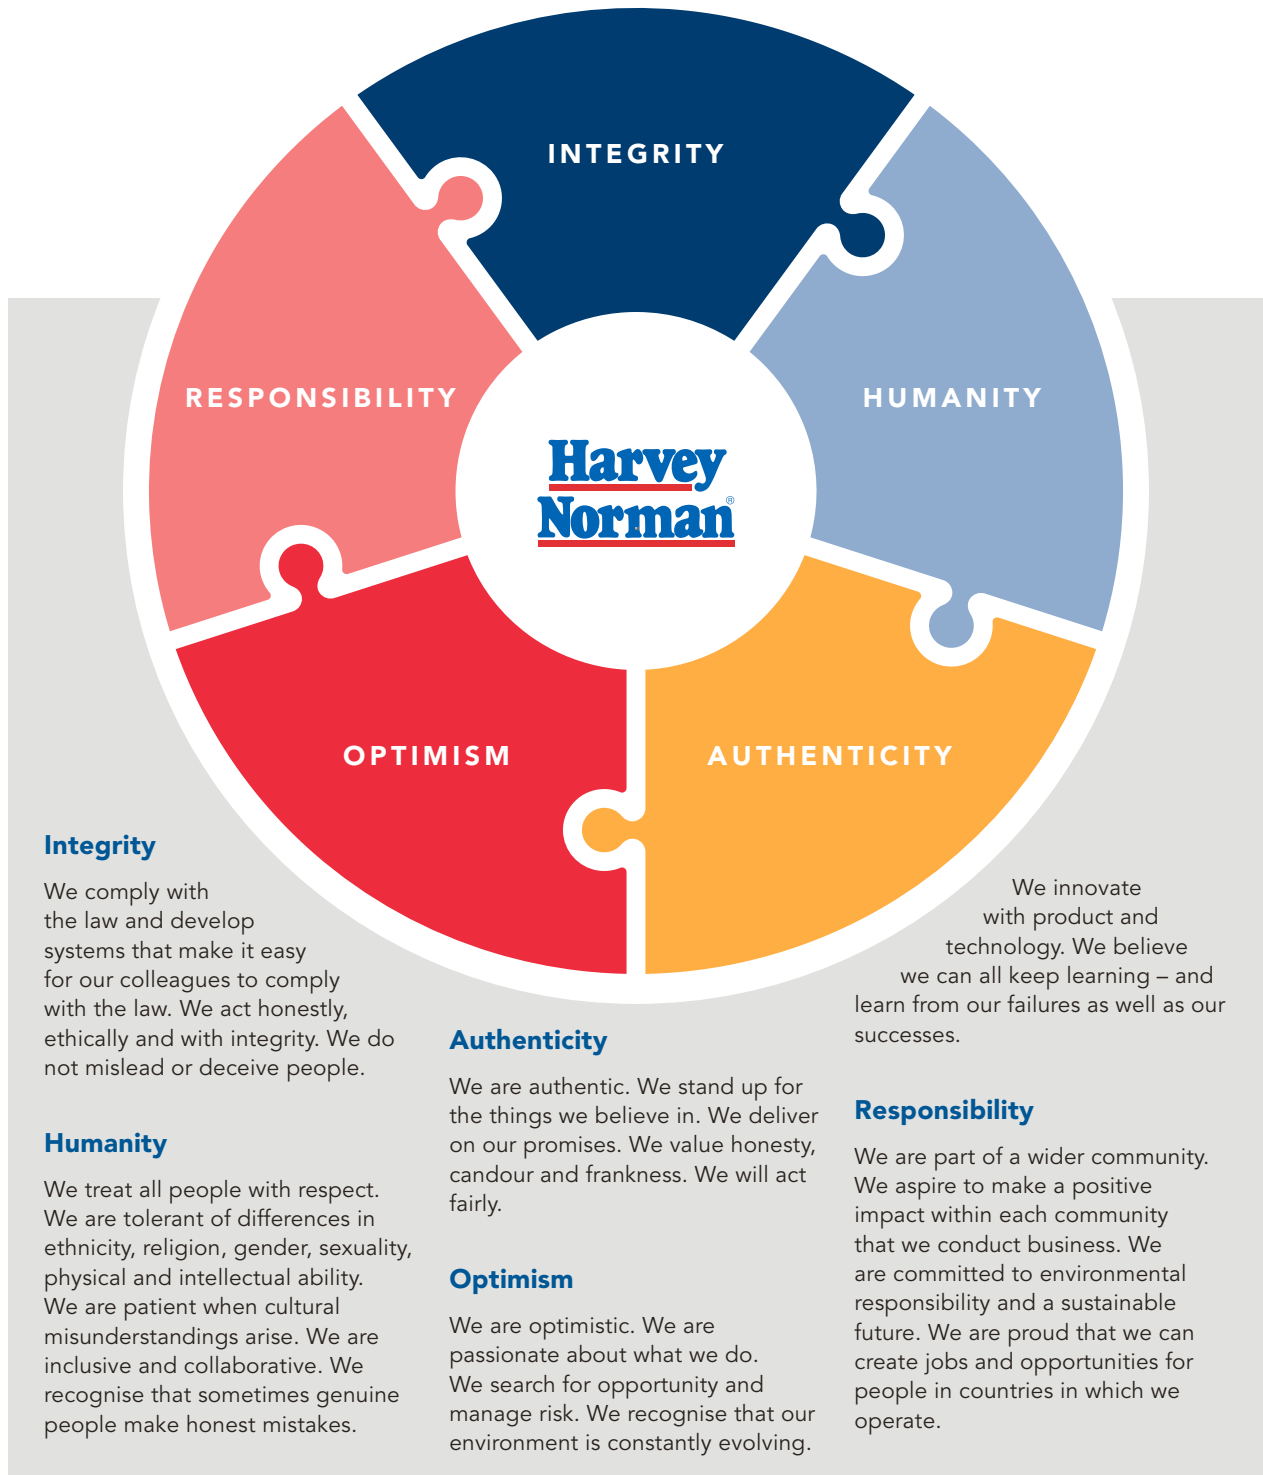 INTEGRITY
RESPONSIBILITY
HUMANITY
Harvey
Norman®
OPTIMISM
AUTHENTICITY
Integrity
We comply with
the law and develop
systems that make it easy
for our colleagues to comply
with the law. We act honestly,
ethically and with integrity. We do
not mislead or deceive people.
Humanity
We treat all people with respect.
We are tolerant of differences in
ethnicity, religion, gender, sexuality,
physical and intellectual ability.
We are patient when cultural
misunderstandings arise. We are
inclusive and collaborative. We
recognise that sometimes genuine
people make honest mistakes.
Authenticity
We are authentic. We stand up for
the things we believe in. We deliver
on our promises. We value honesty,
candour and frankness. We will act
fairly.
Optimism
We are optimistic. We are
passionate about what we do.
We search for opportunity and
manage risk. We recognise that our
environment is constantly evolving.
We innovate
with product and
technology. We believe
we can all keep learning – and
learn from our failures as well as our
successes.
Responsibility
We are part of a wider community.
We aspire to make a positive
impact within each community
that we conduct business. We
are committed to environmental
responsibility and a sustainable
future. We are proud that we can
create jobs and opportunities for
people in countries in which we
operate.